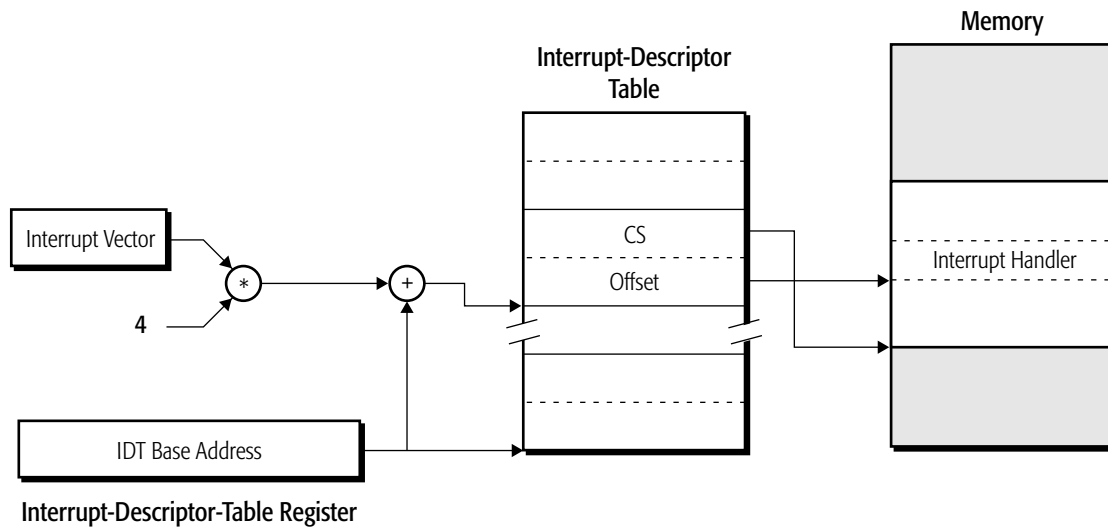 Memory
Interrupt-Descriptor
Table
Interrupt Vector
CS
Offset
Interrupt Handler
*
+
4
IDT Base Address
Interrupt-Descriptor-Table Register